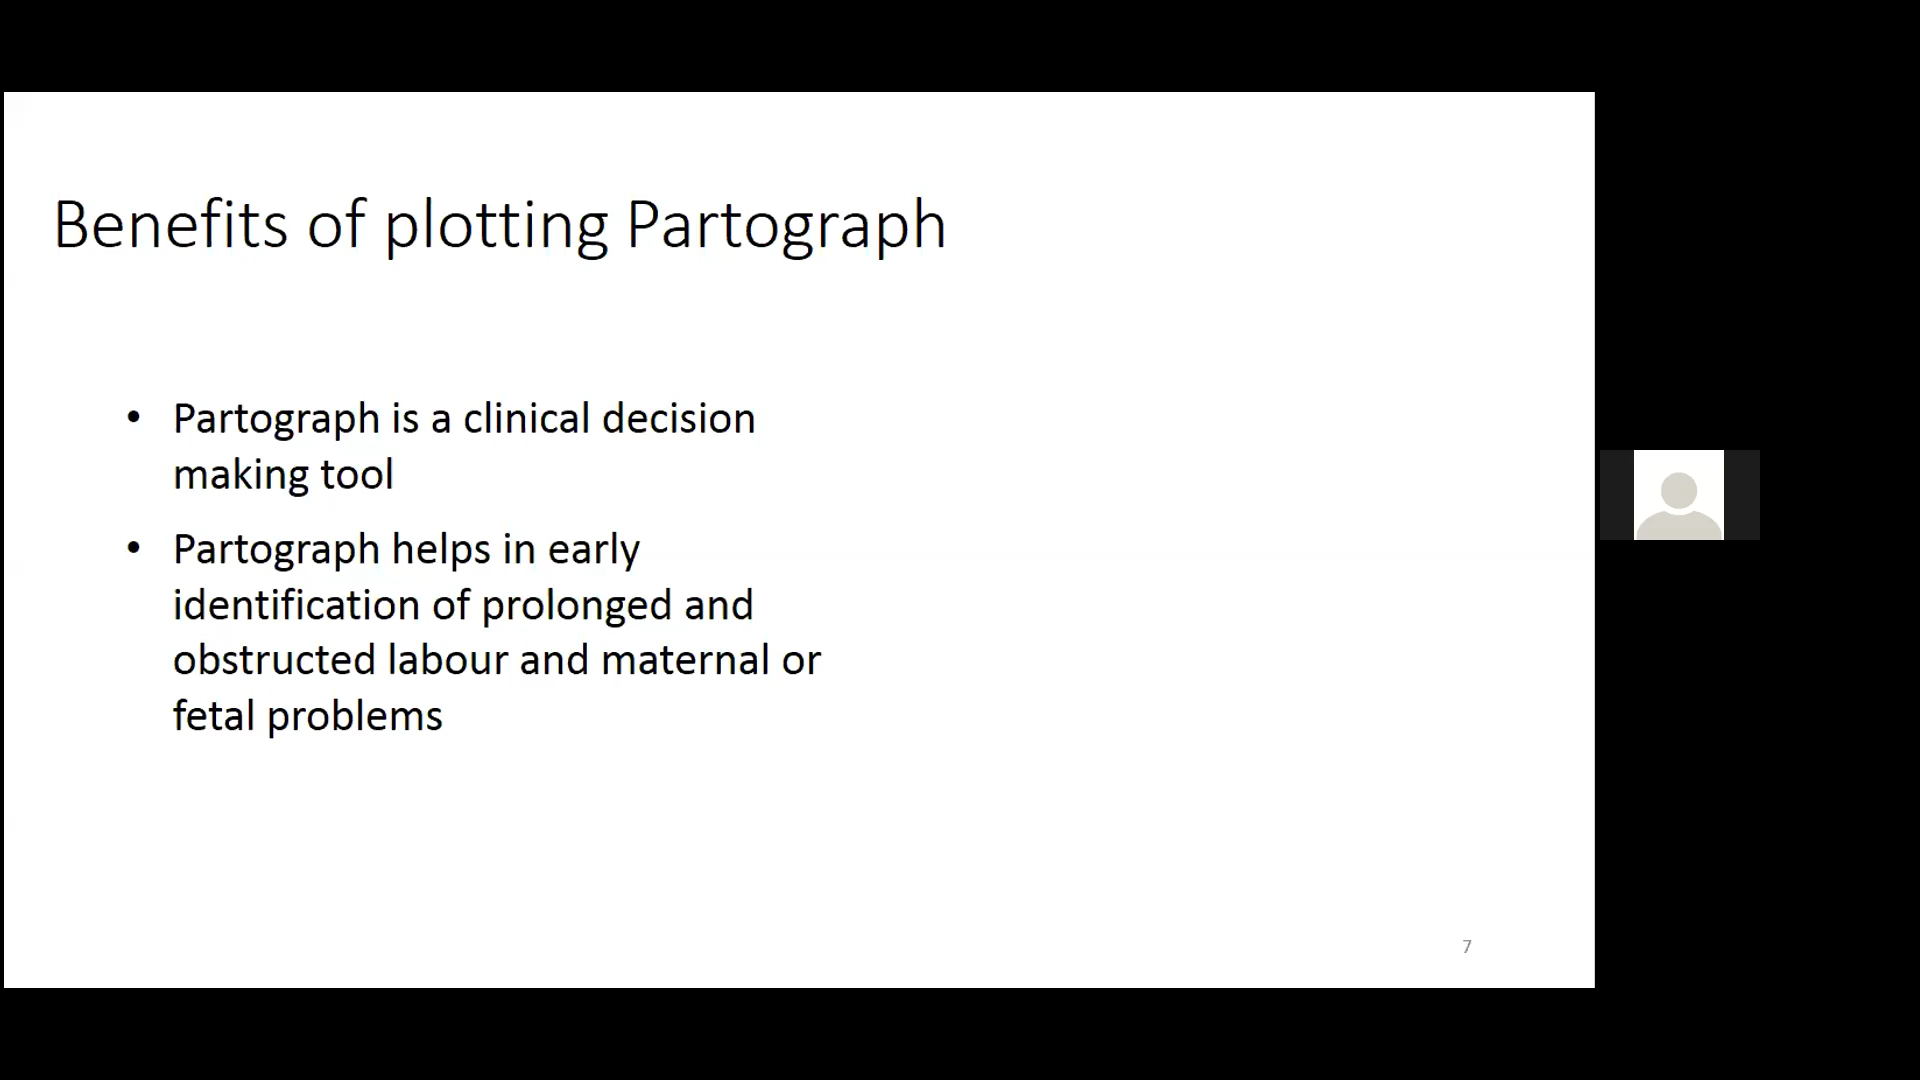 Benefits of plotting Partograph
• Partograph is a clinical decision
making tool
• Partograph helps in early
identification of prolonged and
obstructed labour and maternal or
fetal problems
7